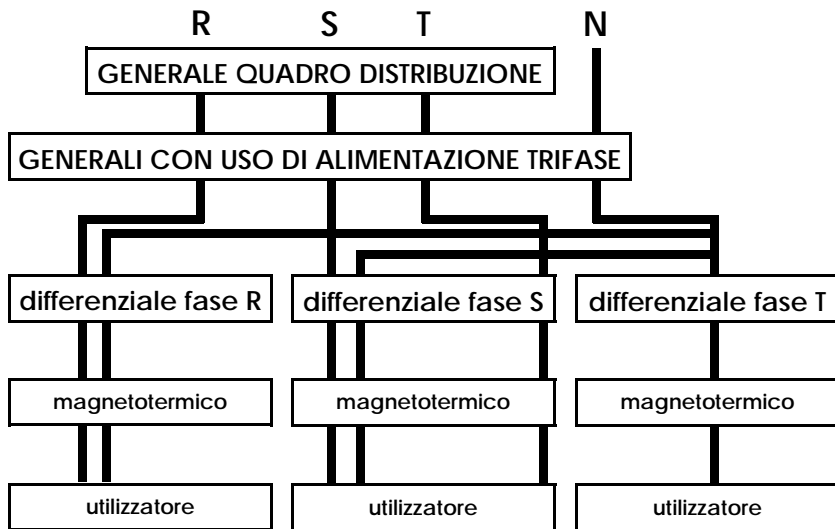 R S T N
GENERALE QUADRO DISTRIBUZIONE
GENERALI CON USO DI ALIMENTAZIONE TRIFASE
differenziale fase R differenziale fase S differenziale fase T
magnetotermico magnetotermico magnetotermico
utilizzatore utilizzatore utilizzatore